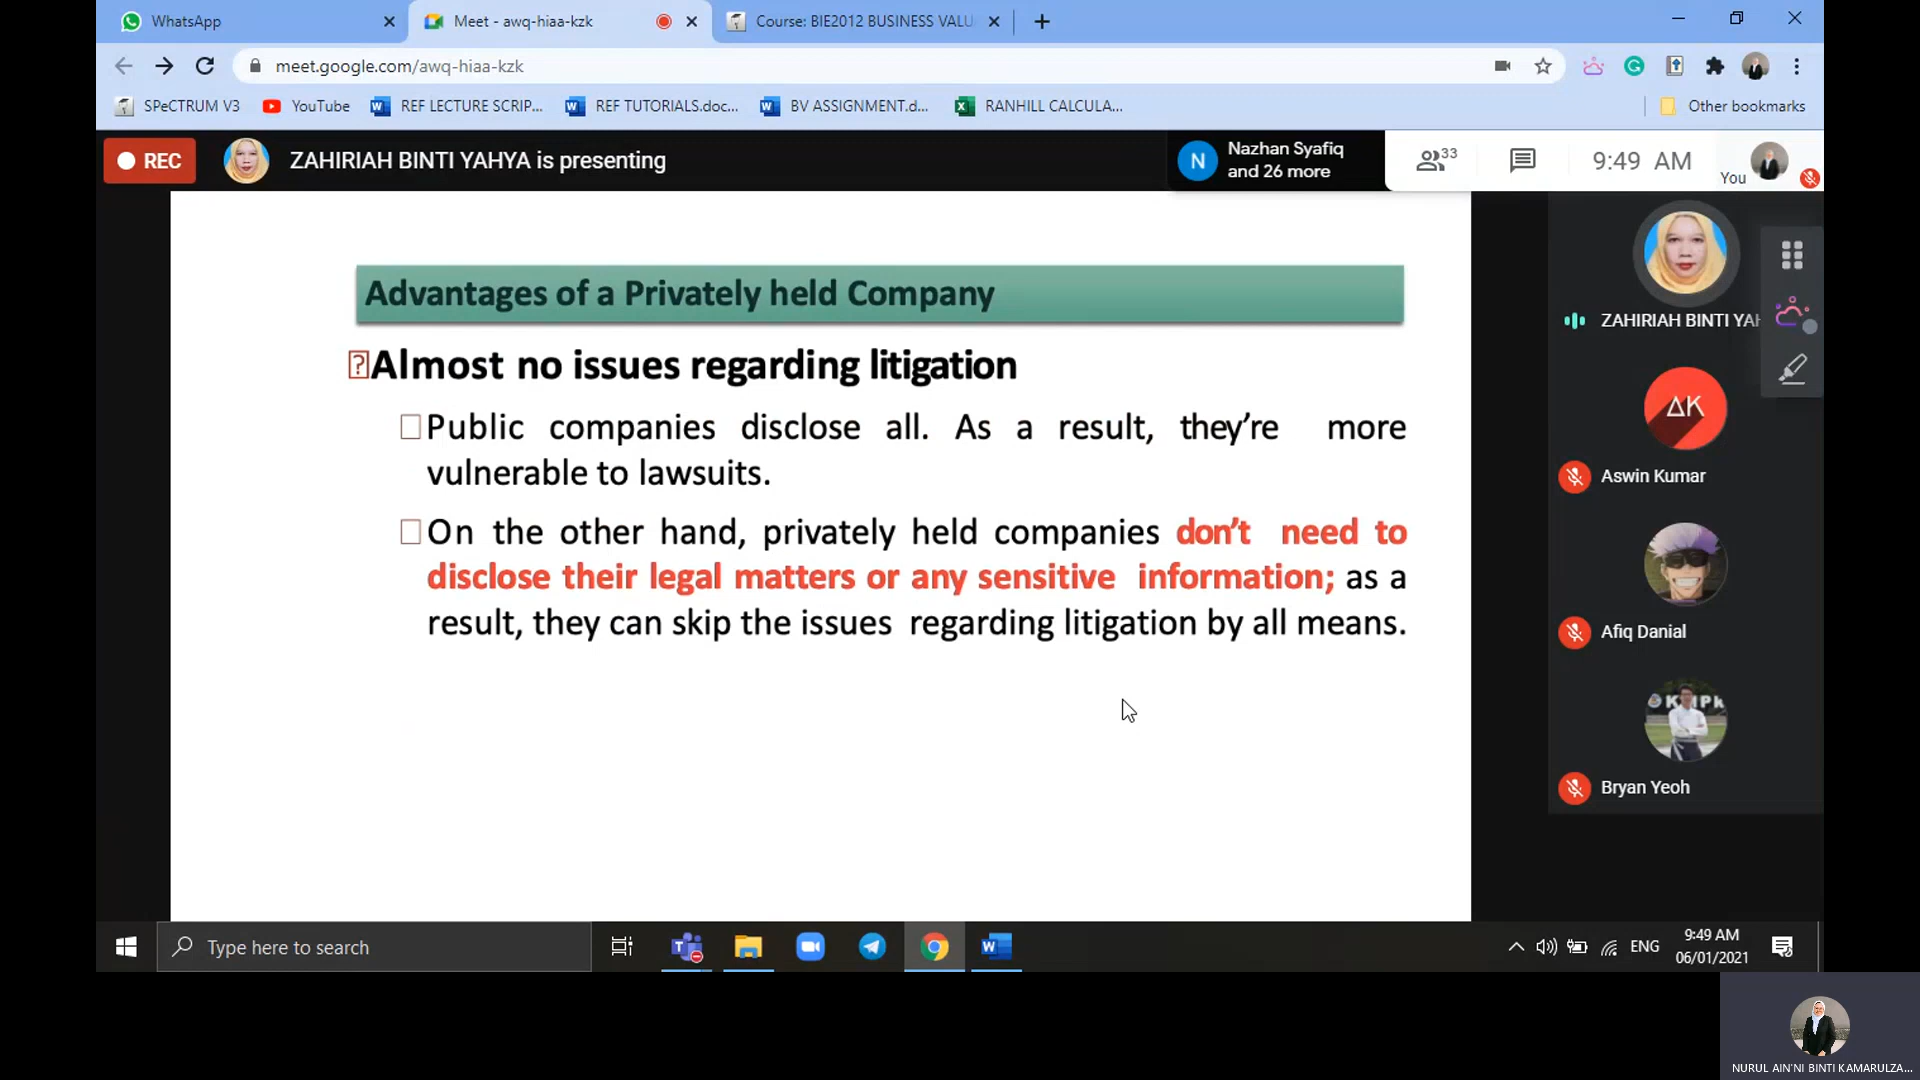 WhatsApp
Meet - awq-hiaa-kzk
Course: BIE2012 BUSINESS VALU
meet.google.com/awq-hiaa-kzk
SPeCTRUM V3
YouTube
REF LECTURE SCRIP...
REF TUTORIALS.doc...
BV ASSIGNMENT.d...
RANHILL CALCULA...
Other bookmarks
REC
ZAHIRIAH BINTI YAHYA is presenting
N
Nazhan Syafiq
and 26 more
33
9:49 AM
You
Advantages of a Privately held Company
Almost no issues regarding litigation
Public companies disclose all. As a result, they’re more
vulnerable to lawsuits.
On the other hand, privately held companies don’t need to
disclose their legal matters or any sensitive information; as a
result, they can skip the issues regarding litigation by all means.
ZAHIRIAH BINTI YAH
AK
Aswin Kumar
Afiq Danial
KMPh
Bryan Yeoh
Type here to search
ENG
9:49 AM
06/01/2021
NURUL AIN'NI BINTI KAMARULZA...